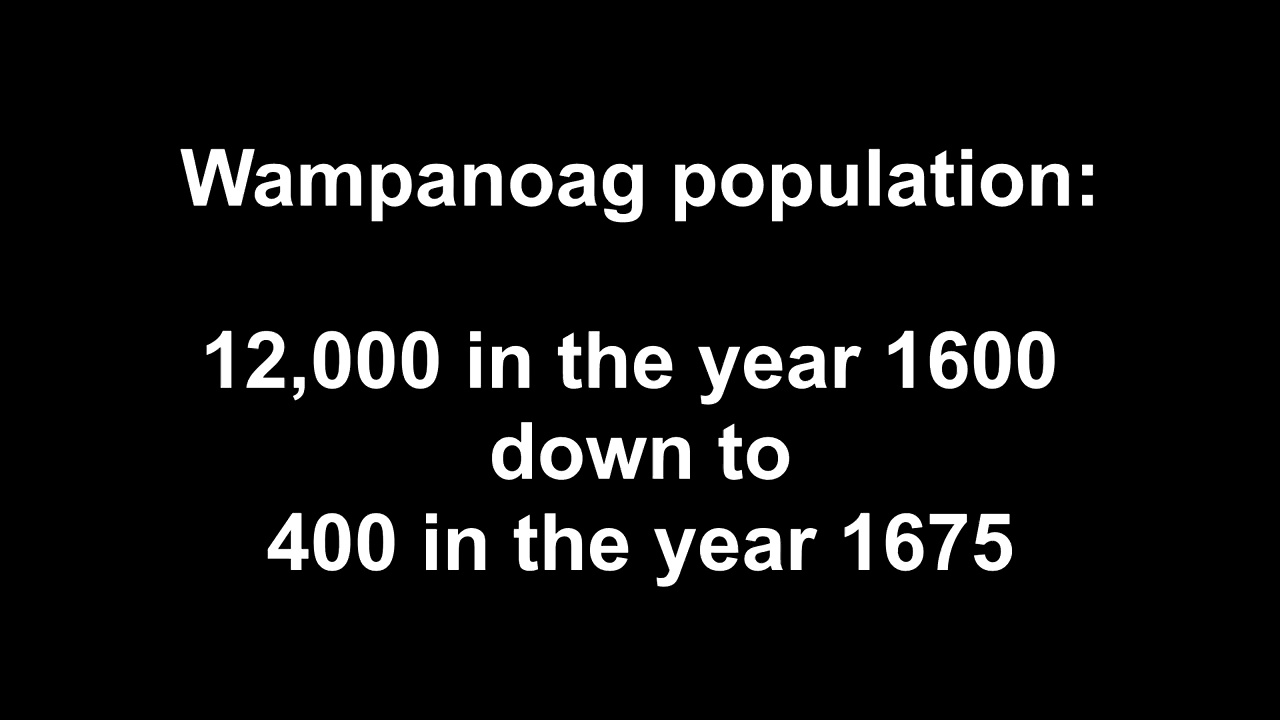 Wampanoag population:
12,000 in the year 1600
down to
400 in the year 1675